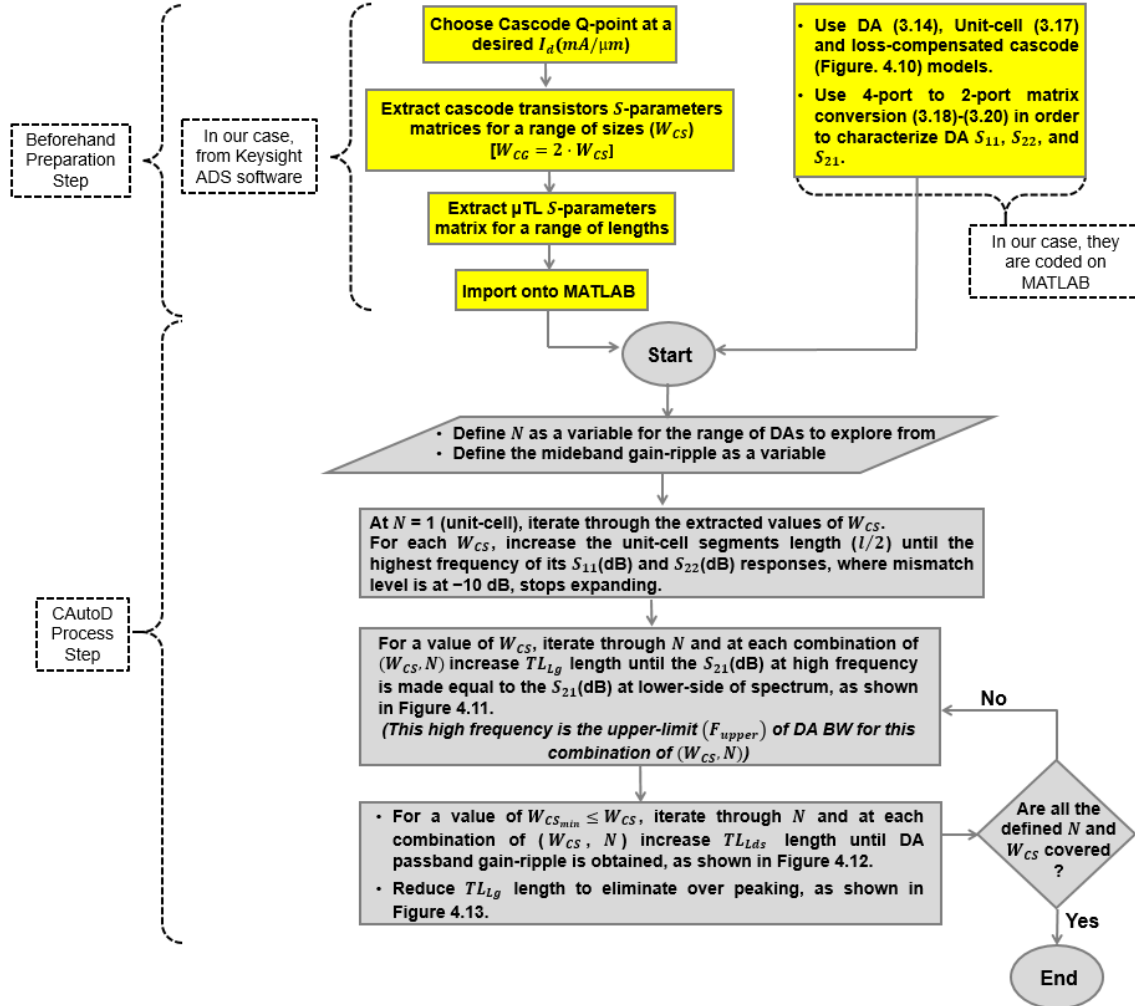 Choose Cascode Q-point at a
desired I_d(mA/μm)
Extract cascode transistors S-parameters
matrices for a range of sizes (W_CS)
[W_CG = 2 · W_CS]
Extract μTL S-parameters
matrix for a range of lengths
Import onto MATLAB
Beforehand
Preparation
Step
In our case,
from Keysight
ADS software
• Use DA (3.14), Unit-cell (3.17)
and loss-compensated cascode
(Figure. 4.10) models.
• Use 4-port to 2-port matrix
conversion (3.18)-(3.20) in order
to characterize DA S_11, S_22, and
S_21.
In our case, they
are coded on
MATLAB
Start
• Define N as a variable for the range of DAs to explore from
• Define the mideband gain-ripple as a variable
At N = 1 (unit-cell), iterate through the extracted values of W_CS.
For each W_CS, increase the unit-cell segments length (l/2) until the
highest frequency of its S_11(dB) and S_22(dB) responses, where mismatch
level is at −10 dB, stops expanding.
CAutoD
Process
Step
For a value of W_CS, iterate through N and at each combination of
(W_CS, N) increase TL_Lg length until the S_21(dB) at high frequency
is made equal to the S_21(dB) at lower-side of spectrum, as shown
in Figure 4.11.
(This high frequency is the upper-limit (F_upper) of DA BW for this
combination of (W_CS, N))
No
• For a value of W_CS_min ≤ W_CS, iterate through N and at each
combination of (W_CS, N) increase TL_Lds length until DA
passband gain-ripple is obtained, as shown in Figure 4.12.
• Reduce TL_Lg length to eliminate over peaking, as shown in
Figure 4.13.
Are all the
defined N and
W_CS covered
?
Yes
End